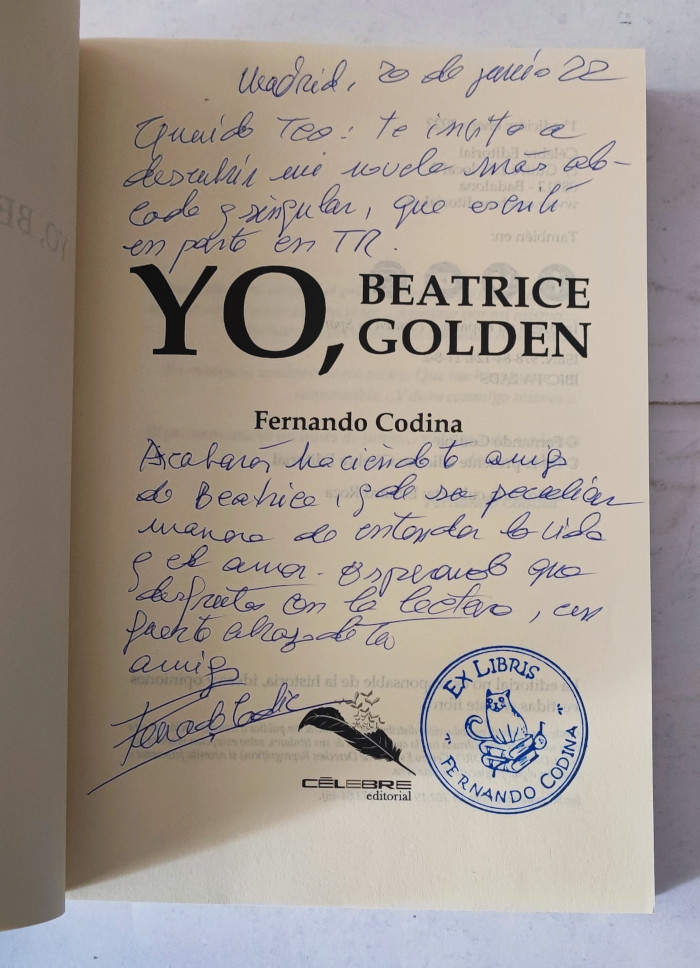 Madrid, 20 de junio 22
Querido Teo: te invito a
descubrir mi novela más alo-
cada y singular, que escribí
en parte en TR.
YO, BEATRICE
GOLDEN
Fernando Codina
Acabarás haciéndote amigo
de Beatrice, y de su peculiar
manera de entender la vida
y el amor. Esperando que
disfrutes con la lectura, un
fuerte abrazo de tu
amigo
Fernando Codina
CÉLEBRE
editorial
EX LIBRIS
FERNANDO CODINA